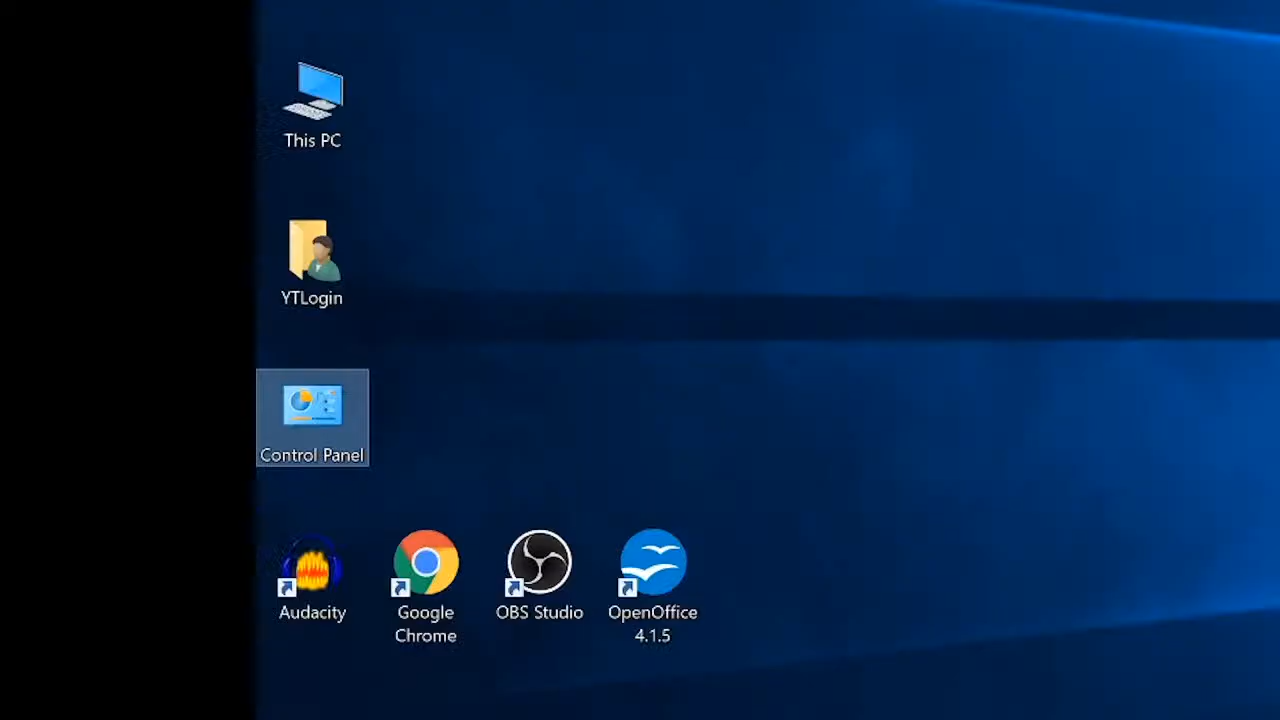 This PC
YTLogin
Control Panel
Audacity
Google
Chrome
OBS Studio
OpenOffice
4.1.5